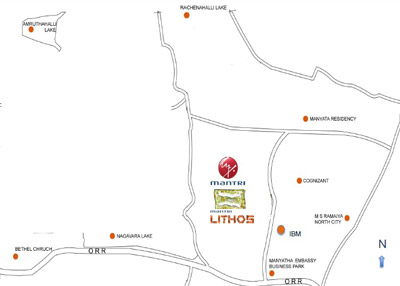 RACHENAHALLI LAKE
AMRUTHAHALLI
LAKE
MANYATA RESIDENCY
mantri
COGNIZANT
mantri
LITHOS
M S RAMAIYA
NORTH CITY
IBM
NAGAVARA LAKE
BETHEL CHRUCH
ORR
N
MANYATHA EMBASSY
BUSINESS PARK
ORR